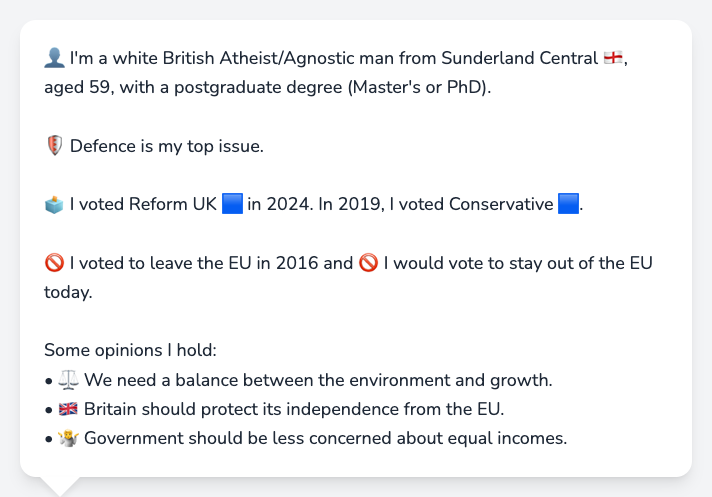 👤 I'm a white British Atheist/Agnostic man from Sunderland Central 🏴󠁧󠁢󠁥󠁮󠁧󠁿,
aged 59, with a postgraduate degree (Master's or PhD).
🛡️ Defence is my top issue.
🗳️ I voted Reform UK 🟦 in 2024. In 2019, I voted Conservative 🟦.
🚫 I voted to leave the EU in 2016 and 🚫 I would vote to stay out of the EU
today.
Some opinions I hold:
• ⚖️ We need a balance between the environment and growth.
• 🇬🇧 Britain should protect its independence from the EU.
• 🤷 Government should be less concerned about equal incomes.